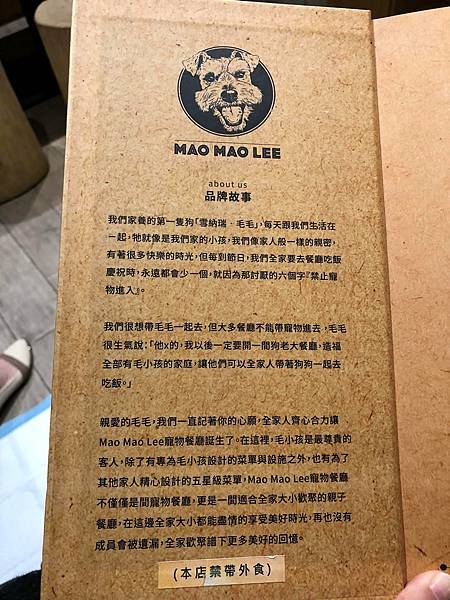 MAO MAO LEE
about us
品牌故事
我們家養的第一隻狗「雪納瑞‧毛毛」，每天跟我們生活在
一起，牠就像是我們家的小孩，我們像家人般一樣的親密，
有著很多快樂的時光，但每到節日，我們全家要去餐廳吃飯
慶祝時，永遠都會少一個，就因為那討厭的六個字『禁止寵
物進入』。
我們很想帶毛毛一起去，但大多餐廳不能帶寵物進去，毛毛
很生氣說：「他x的，我以後一定要開一間狗老大餐廳，造福
全部有毛小孩的家庭，讓他們可以全家人帶著狗狗一起去
吃飯。」
親愛的毛毛，我們一直記著你的心願，全家人齊心合力讓
Mao Mao Lee寵物餐廳誕生了。在這裡，毛小孩是最尊貴的
客人，除了有專為毛小孩設計的菜單與設施之外，也有為了
其他家人精心設計的五星級菜單，Mao Mao Lee寵物餐廳
不僅僅是間寵物餐廳，更是一間適合全家大小歡聚的親子
餐廳，在這邊全家大小都能盡情的享受美好時光，再也沒有
成員會被遺漏，全家歡聚譜下更多美好的回憶。
(本店禁帶外食)